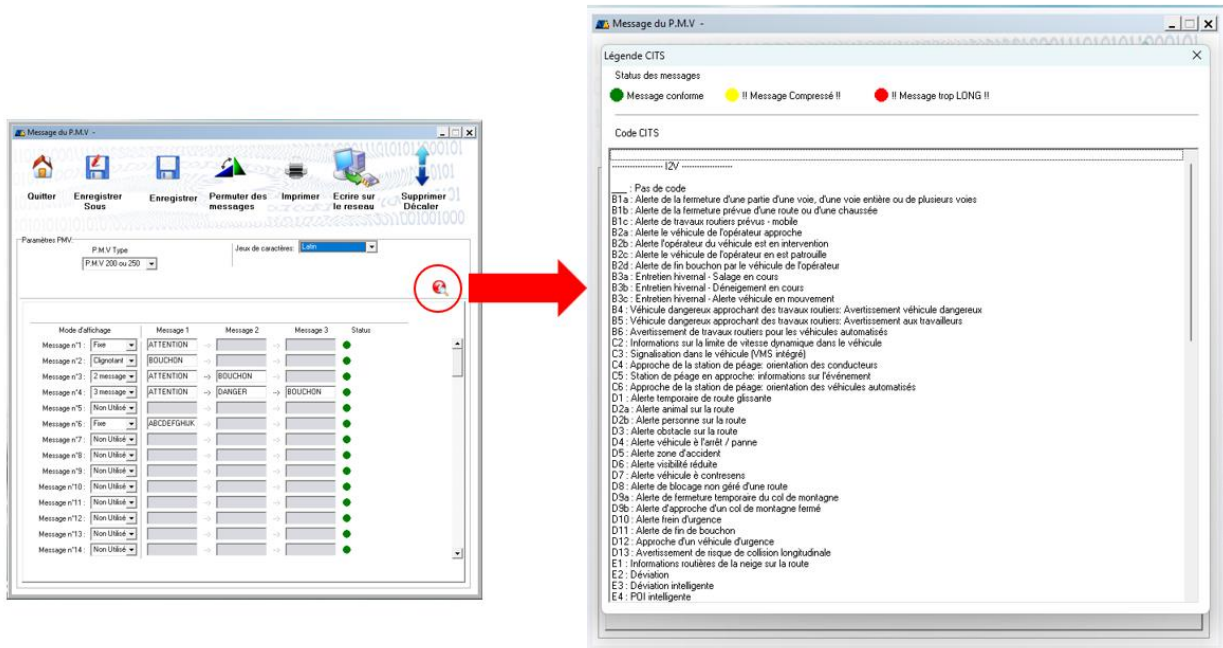 Message du P.M.V -
Quitter
Enregistrer Sous
Enregistrer
Permuter des messages
Imprimer
Ecrire sur le reseau
Supprimer Décaler
Paramètres PMV:
P.M.V Type
P.M.V 200 ou 250
Jeux de caractères: Latin
Mode d'affichage Message 1 Message 2 Message 3 Status
Message n°1 : Fixe ATTENTION -> ->
Message n°2 : Clignotant BOUCHON -> ->
Message n°3 : 2 message ATTENTION -> BOUCHON ->
Message n°4 : 3 message ATTENTION -> DANGER -> BOUCHON
Message n°5 : Non Utilisé -> ->
Message n°6 : Fixe ABCDEFGHIJK -> ->
Message n°7 : Non Utilisé -> ->
Message n°8 : Non Utilisé -> ->
Message n°9 : Non Utilisé -> ->
Message n°10 : Non Utilisé -> ->
Message n°11 : Non Utilisé -> ->
Message n°12 : Non Utilisé -> ->
Message n°13 : Non Utilisé -> ->
Message n°14 : Non Utilisé -> ->
Message du P.M.V -
Légende CITS
Status des messages
Message conforme !! Message Compressé !! !! Message trop LONG !!
Code CITS
-------------------- I2V --------------------
___ : Pas de code
B1a : Alerte de la fermeture d'une partie d'une voie, d'une voie entière ou de plusieurs voies
B1b : Alerte de la fermeture prévue d'une route ou d'une chaussée
B1c : Alerte de travaux routiers prévus - mobile
B2a : Alerte le véhicule de l'opérateur approche
B2b : Alerte l'opérateur du véhicule est en intervention
B2c : Alerte le véhicule de l'opérateur en est patrouille
B2d : Alerte de fin bouchon par le véhicule de l'opérateur
B3a : Entretien hivernal - Salage en cours
B3b : Entretien hivernal - Déneigement en cours
B3c : Entretien hivernal - Alerte véhicule en mouvement
B4 : Véhicule dangereux approchant des travaux routiers: Avertissement véhicule dangereux
B5 : Véhicule dangereux approchant des travaux routiers: Avertissement aux travailleurs
B6 : Avertissement de travaux routiers pour les véhicules automatisés
C2 : Informations sur la limite de vitesse dynamique dans le véhicule
C3 : Signalisation dans le véhicule (VMS intégré)
C4 : Approche de la station de péage: orientation des conducteurs
C5 : Station de péage en approche: informations sur l'événement
C6 : Approche de la station de péage: orientation des véhicules automatisés
D1 : Alerte temporaire de route glissante
D2a : Alerte animal sur la route
D2b : Alerte personne sur la route
D3 : Alerte obstacle sur la route
D4 : Alerte véhicule à l'arrêt / panne
D5 : Alerte zone d'accident
D6 : Alerte visibilité réduite
D7 : Alerte véhicule è contresens
D8 : Alerte de blocage non géré d'une route
D9a : Alerte de fermeture temporaire du col de montagne
D9b : Alerte d'approche d'un col de montagne fermé
D10 : Alerte frein d'urgence
D11 : Alerte de fin de bouchon
D12 : Approche d'un véhicule d'urgence
D13 : Avertissement de risque de collision longitudinale
E1 : Informations routières de la neige sur la route
E2 : Déviation
E3 : Déviation intelligente
E4 : POI intelligente